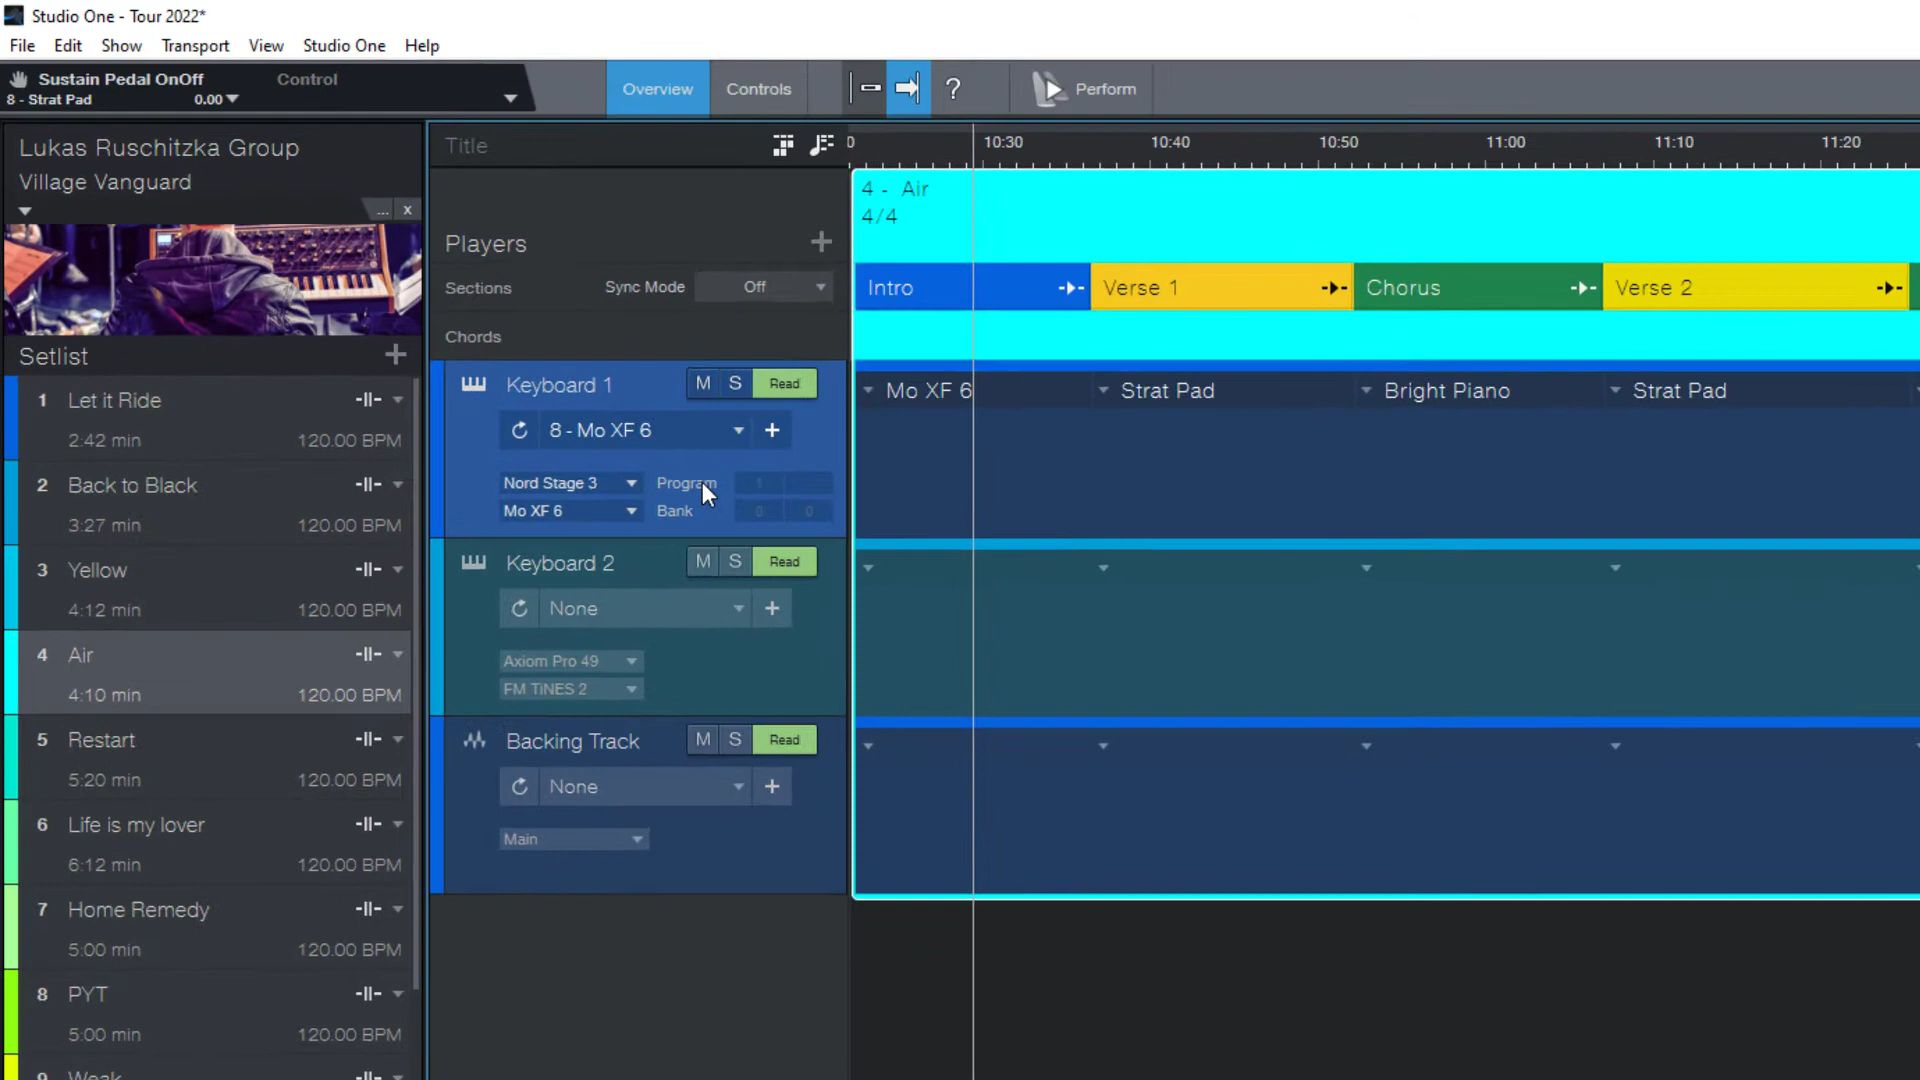 Studio One - Tour 2022*
File Edit Show Transport View Studio One Help
Sustain Pedal OnOff Control
8 - Strat Pad 0.00
Overview Controls ? Perform
Lukas Ruschitzka Group
Village Vanguard
... x
Setlist
1 Let it Ride
2:42 min 120.00 BPM
2 Back to Black
3:27 min 120.00 BPM
3 Yellow
4:12 min 120.00 BPM
4 Air
4:10 min 120.00 BPM
5 Restart
5:20 min 120.00 BPM
6 Life is my lover
6:12 min 120.00 BPM
7 Home Remedy
5:00 min 120.00 BPM
8 PYT
5:00 min 120.00 BPM
Title
Players
Sections Sync Mode Off
Chords
Keyboard 1 M S Read
8 - Mo XF 6
Nord Stage 3 Program 1
Mo XF 6 Bank 0 0
Keyboard 2 M S Read
None
Axiom Pro 49
FM TiNES 2
Backing Track M S Read
None
Main
0 10:30 10:40 10:50 11:00 11:10 11:20
4 - Air
4/4
Intro Verse 1 Chorus Verse 2
Mo XF 6 Strat Pad Bright Piano Strat Pad